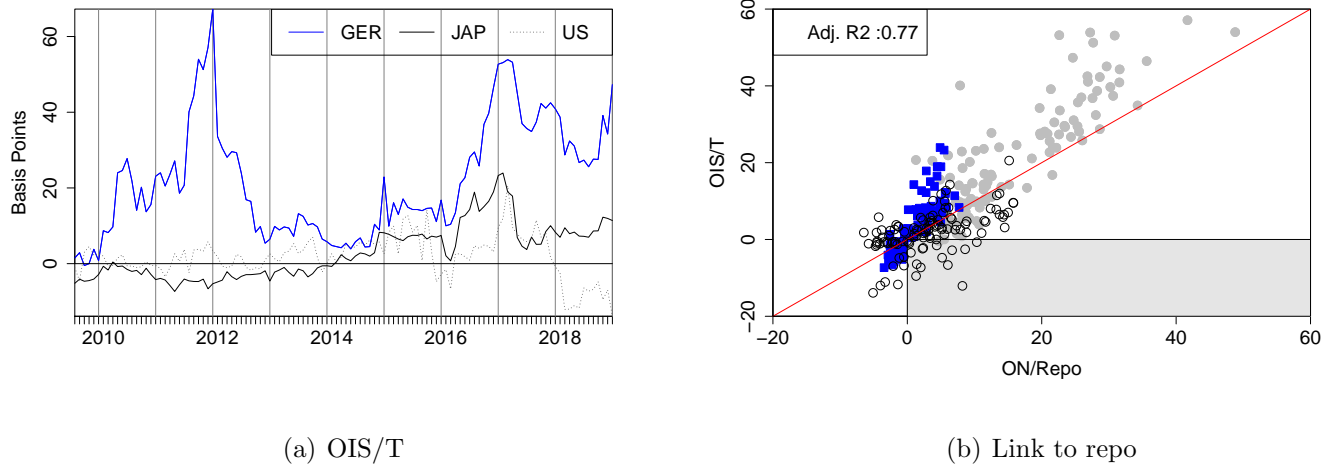 GER JAP US
Basis Points
60
40
20
0
2010 2012 2014 2016 2018
(a) OIS/T
Adj. R2 :0.77
OIS/T
60
40
20
0
−20
−20 0 20 40 60
ON/Repo
(b) Link to repo